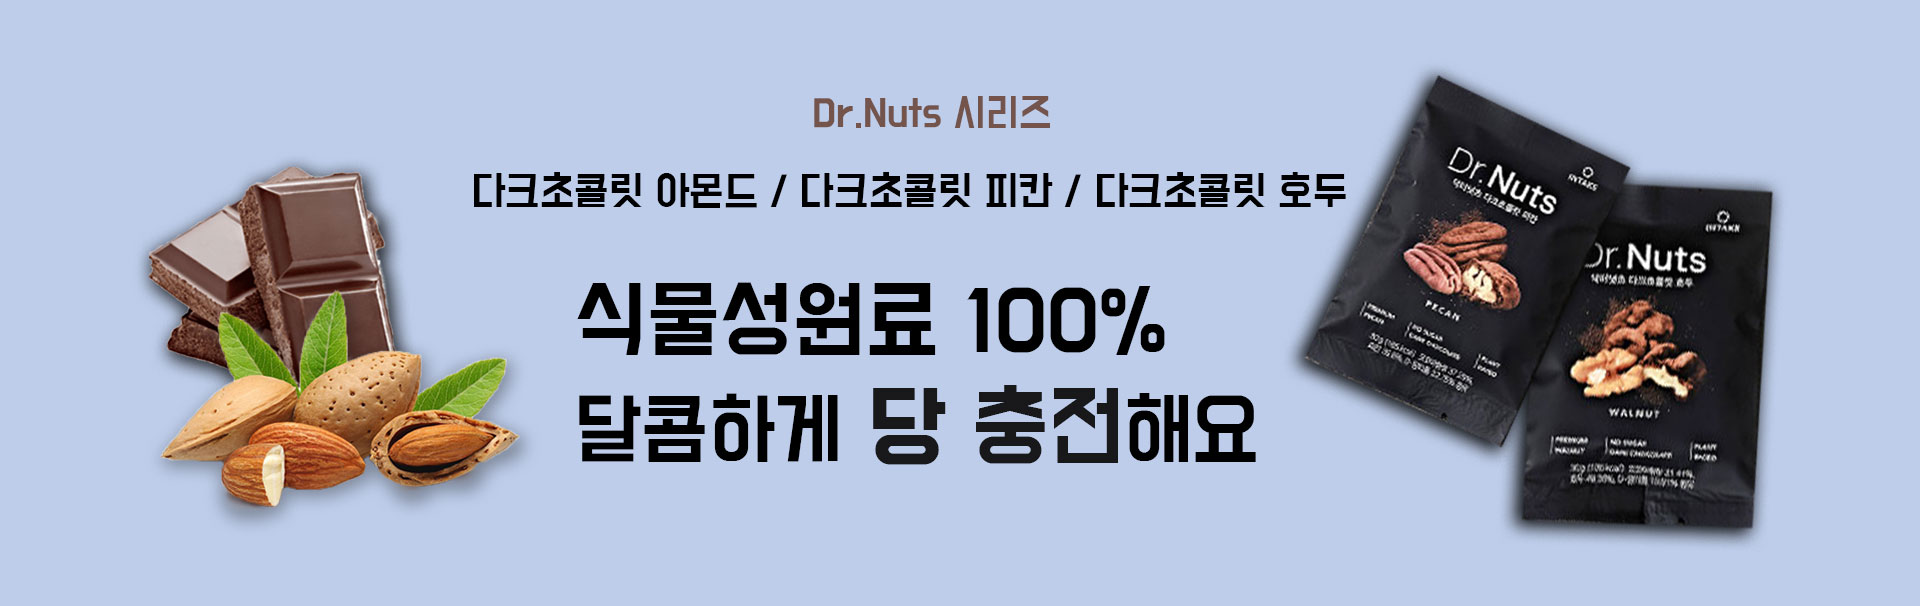 Dr.Nuts 시리즈
다크초콜릿 아몬드 / 다크초콜릿 피칸 / 다크초콜릿 호두
식물성원료 100%
달콤하게 당 충전해요
INTAKE
Dr.Nuts
닥터넛츠 다크초콜릿 피칸
PECAN
PREMIUM
PECAN
NO SUGAR
DARK CHOCOLATE
PLANT
BASED
INTAKE
Dr.Nuts
닥터넛츠 다크초콜릿 호두
WALNUT
PREMIUM
WALNUT
NO SUGAR
DARK CHOCOLATE
PLANT
BASED